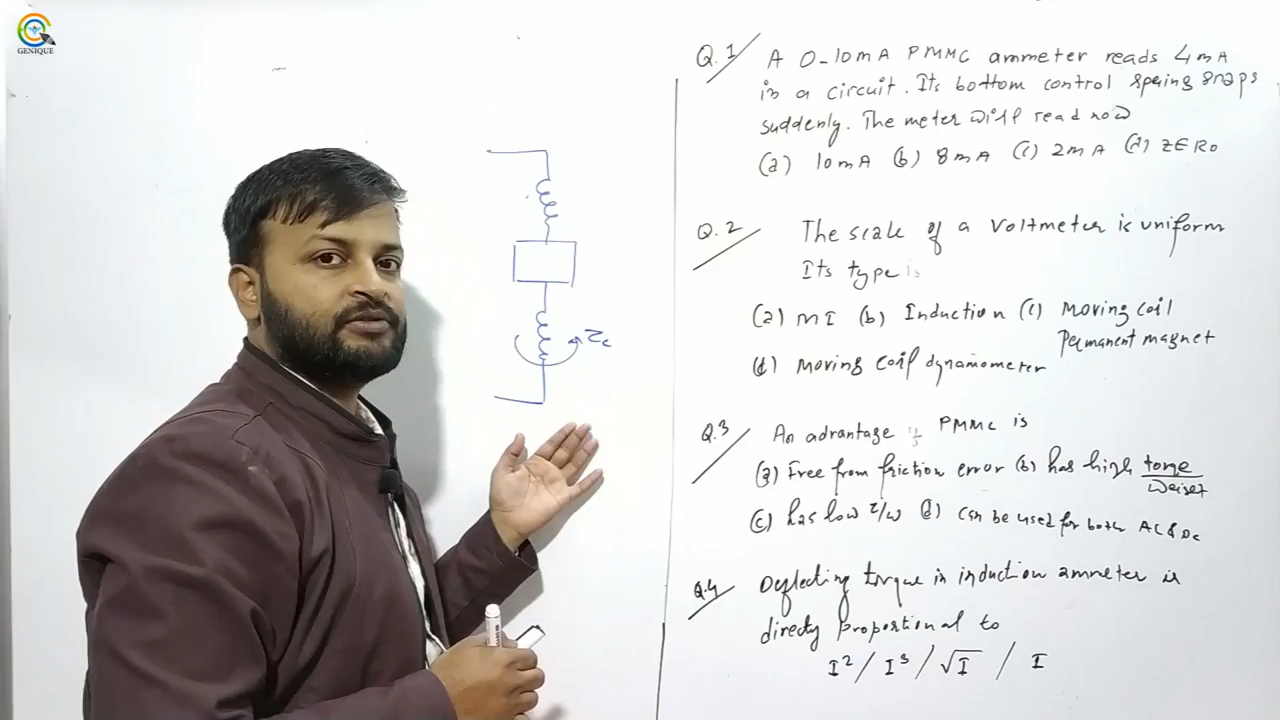 GENIQUE
Q.1 A 0-10mA PMMC ammeter reads 4mA
in a circuit. Its bottom control spring snaps
suddenly. The meter will read now
(a) 10mA (b) 8mA (c) 2mA (d) ZERO
Q.2 The scale of a voltmeter is uniform
Its type is
(a) MI (b) Induction (c) Moving coil
Permanent magnet
(d) Moving coil dynamometer
Q.3 An advantage of PMMC is
(a) Free from friction error (b) has high torqe/
(c) has low τ/w (d) can be used for both AC & DC
Q.4 Deflecting torque in induction ammeter is
directly proportional to
I² / I³ / √I / I
τc